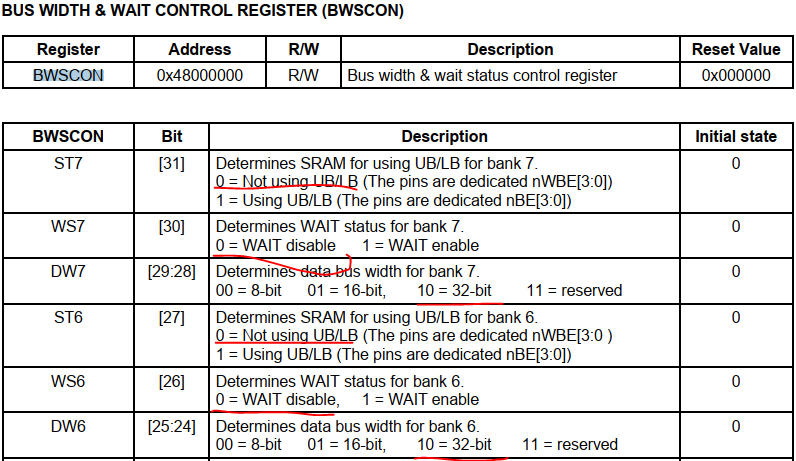 BUS WIDTH & WAIT CONTROL REGISTER (BWSCON)
Register Address R/W Description Reset Value
BWSCON 0x48000000 R/W Bus width & wait status control register 0x000000
BWSCON Bit Description Initial state
ST7 [31] Determines SRAM for using UB/LB for bank 7. 0
0 = Not using UB/LB (The pins are dedicated nWBE[3:0])
1 = Using UB/LB (The pins are dedicated nBE[3:0])
WS7 [30] Determines WAIT status for bank 7. 0
0 = WAIT disable 1 = WAIT enable
DW7 [29:28] Determines data bus width for bank 7. 0
00 = 8-bit 01 = 16-bit, 10 = 32-bit 11 = reserved
ST6 [27] Determines SRAM for using UB/LB for bank 6. 0
0 = Not using UB/LB (The pins are dedicated nWBE[3:0 )
1 = Using UB/LB (The pins are dedicated nBE[3:0])
WS6 [26] Determines WAIT status for bank 6. 0
0 = WAIT disable, 1 = WAIT enable
DW6 [25:24] Determines data bus width for bank 6. 0
00 = 8-bit 01 = 16-bit, 10 = 32-bit 11 = reserved